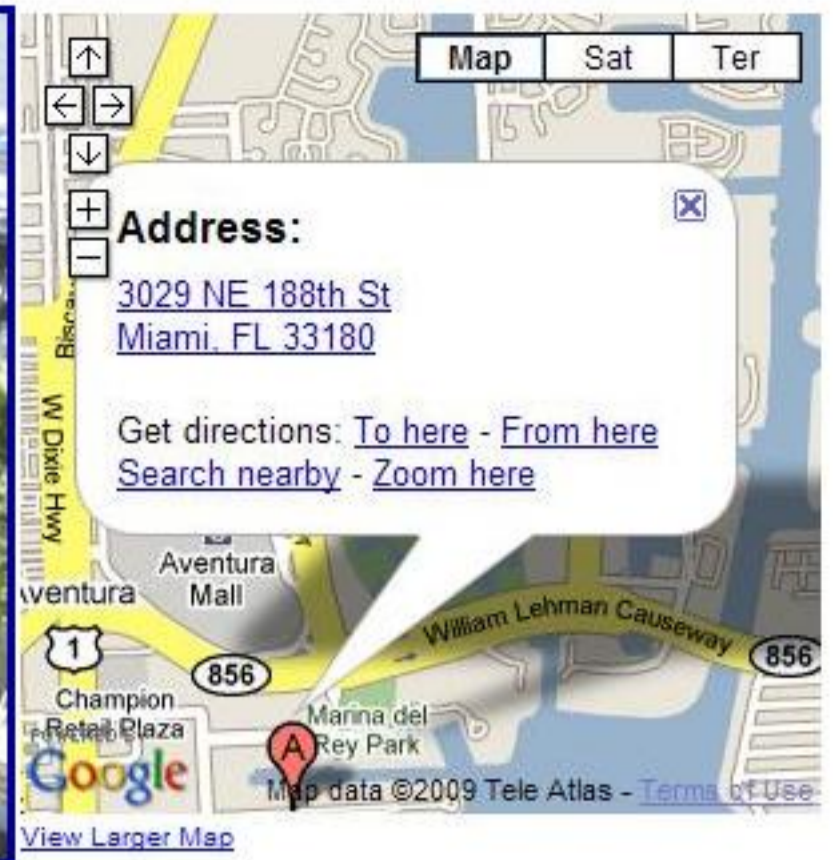 Map Sat Ter
Address:
3029 NE 188th St
Miami, FL 33180
Get directions: To here - From here
Search nearby - Zoom here
W Dixie Hwy
Aventura
Mall
Aventura
1
856
William Lehman Causeway
856
Champion
Retail Plaza
Marina del
Rey Park
A
Google
Map data ©2009 Tele Atlas - Terms of Use
View Larger Map